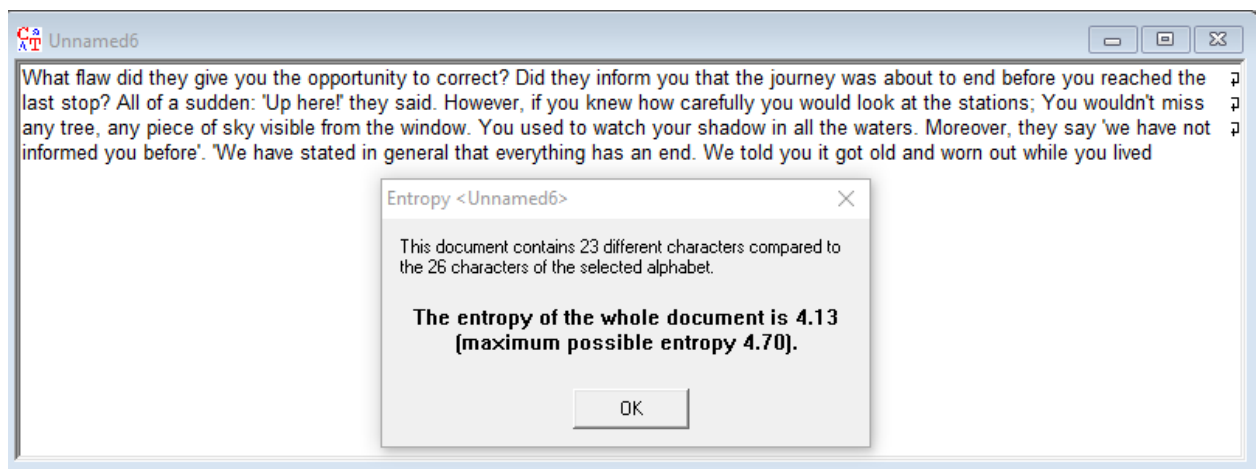 Unnamed6
What flaw did they give you the opportunity to correct? Did they inform you that the journey was about to end before you reached the
last stop? All of a sudden: 'Up here!' they said. However, if you knew how carefully you would look at the stations; You wouldn't miss
any tree, any piece of sky visible from the window. You used to watch your shadow in all the waters. Moreover, they say 'we have not
informed you before'. 'We have stated in general that everything has an end. We told you it got old and worn out while you lived
Entropy <Unnamed6>
This document contains 23 different characters compared to
the 26 characters of the selected alphabet.
The entropy of the whole document is 4.13
(maximum possible entropy 4.70).
OK